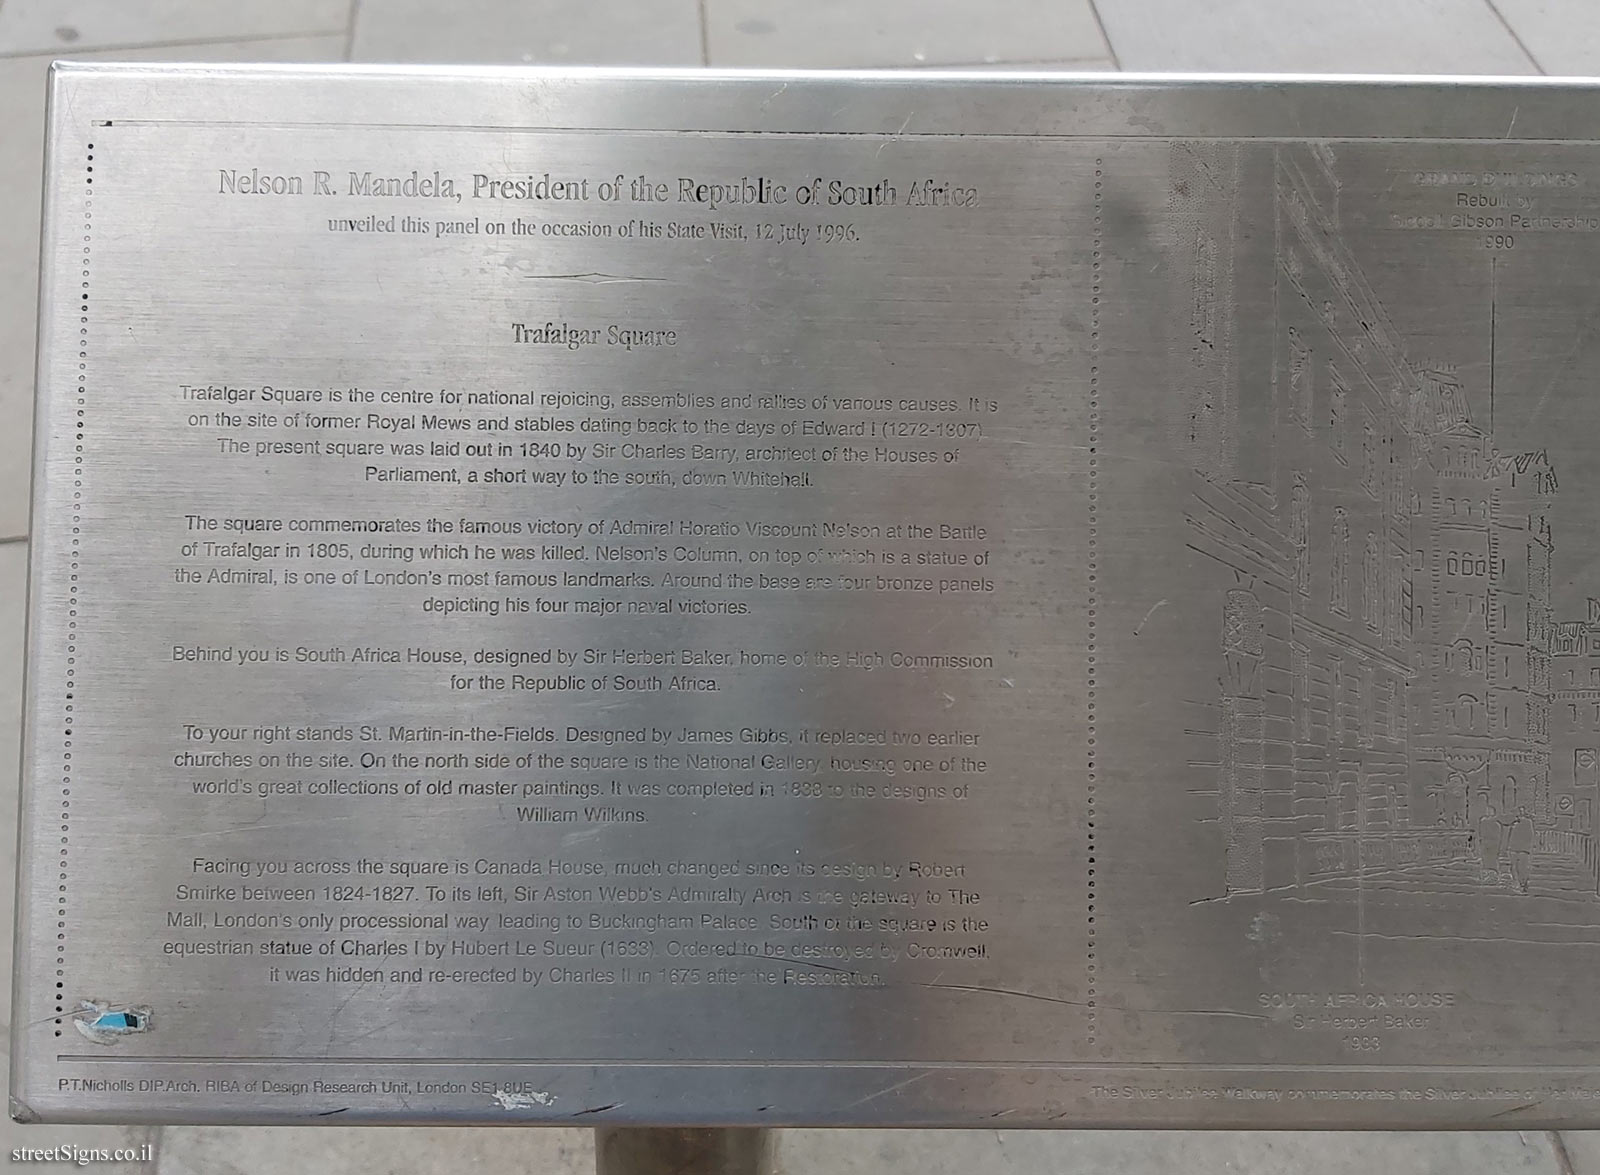 Nelson R. Mandela, President of the Republic of South Africa
unveiled this panel on the occasion of his State Visit, 12 July 1996.
Trafalgar Square
Trafalgar Square is the centre for national rejoicing, assemblies and rallies of various causes. It is
on the site of former Royal Mews and stables dating back to the days of Edward I (1272-1307).
The present square was laid out in 1840 by Sir Charles Barry, architect of the Houses of
Parliament, a short way to the south, down Whitehall.
The square commemorates the famous victory of Admiral Horatio Viscount Nelson at the Battle
of Trafalgar in 1805, during which he was killed. Nelson's Column, on top of which is a statue of
the Admiral, is one of London's most famous landmarks. Around the base are four bronze panels
depicting his four major naval victories.
Behind you is South Africa House, designed by Sir Herbert Baker, home of the High Commission
for the Republic of South Africa.
To your right stands St. Martin-in-the-Fields. Designed by James Gibbs, it replaced two earlier
churches on the site. On the north side of the square is the National Gallery, housing one of the
world's great collections of old master paintings. It was completed in 1838 to the designs of
William Wilkins.
Facing you across the square is Canada House, much changed since its design by Robert
Smirke between 1824-1827. To its left, Sir Aston Webb's Admiralty Arch is the gateway to The
Mall, London's only processional way leading to Buckingham Palace. South of the square is the
equestrian statue of Charles I by Hubert Le Sueur (1633). Ordered to be destroyed by Cromwell,
it was hidden and re-erected by Charles II in 1675 after the Restoration.
GRAND BUILDINGS
Rebuilt by
Gibson Partnership
1990
SOUTH AFRICA HOUSE
Sir Herbert Baker
1933
P.T.Nicholls DIP.Arch. RIBA of Design Research Unit, London SE1 8UE
The Silver Jubilee Walkway commemorates the Silver Jubilee of Her
streetSigns.co.il